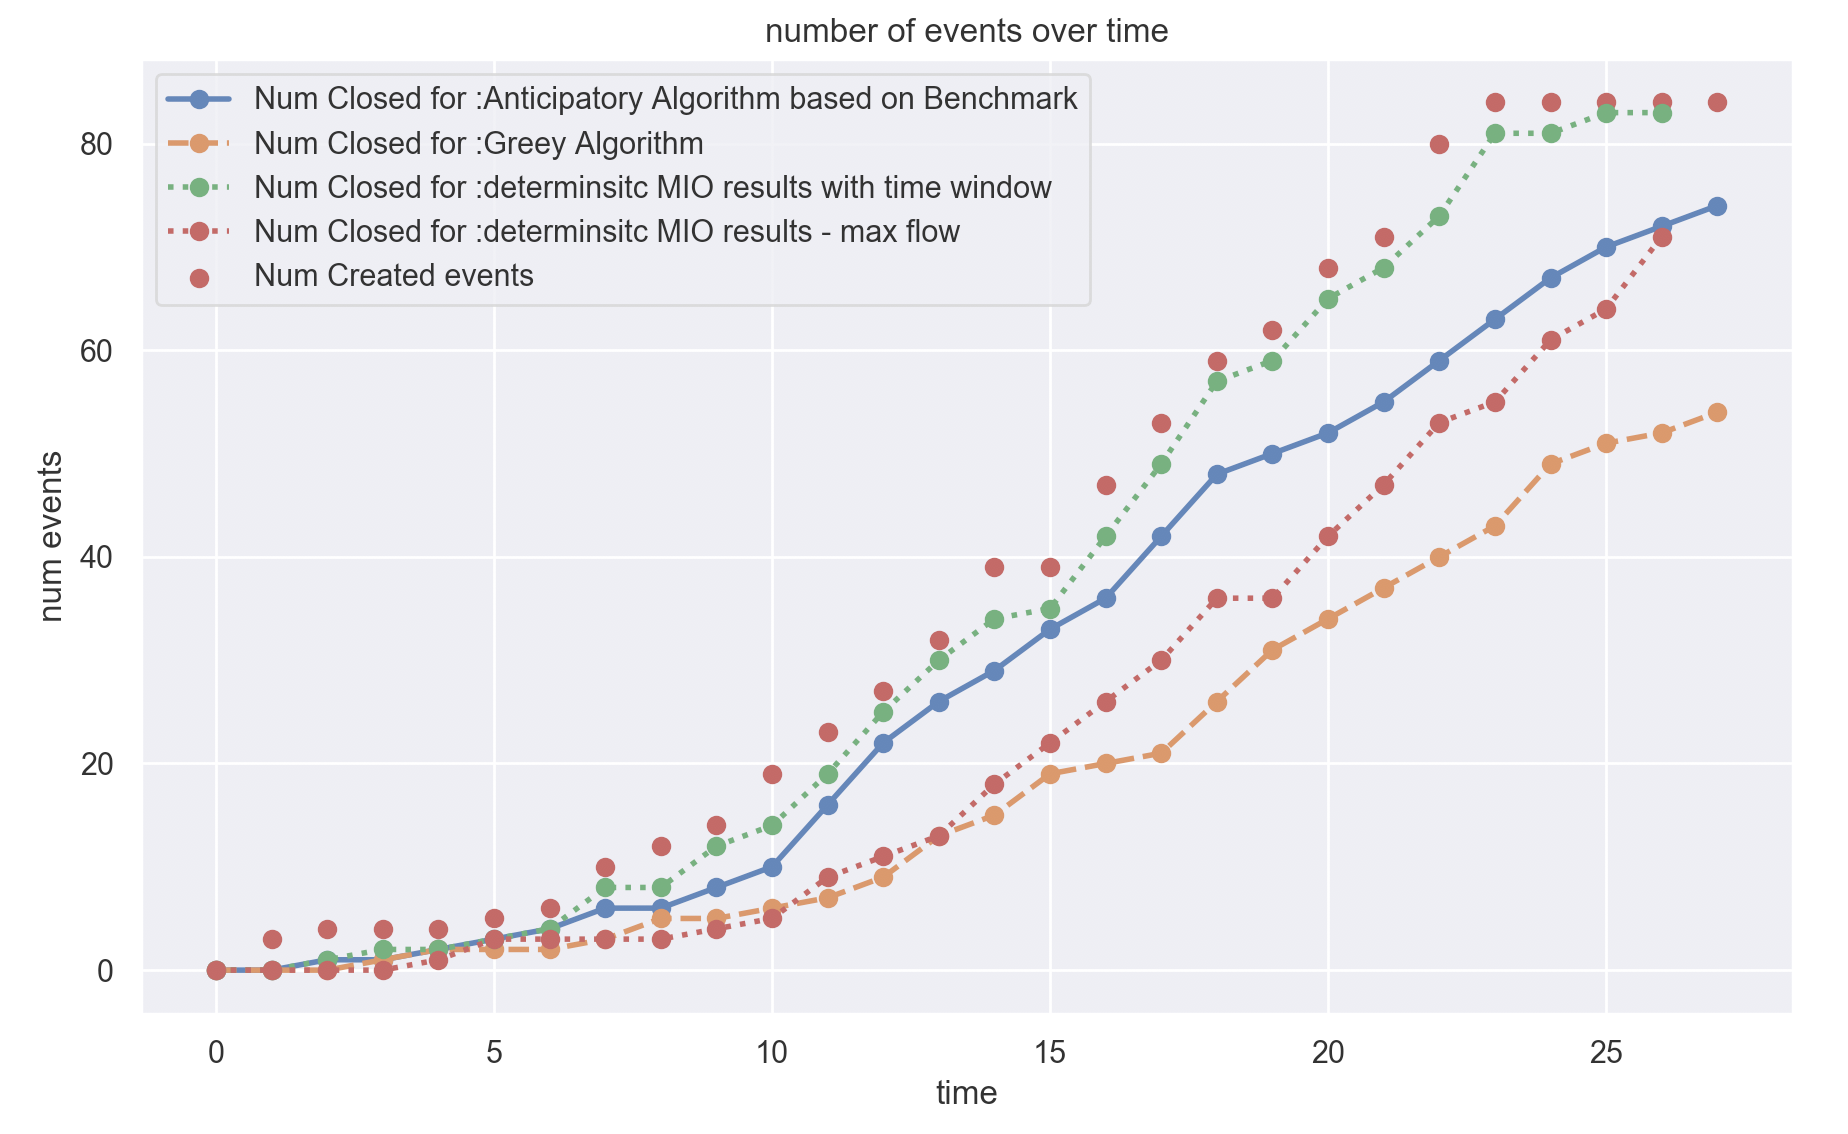 number of events over time
Num Closed for :Anticipatory Algorithm based on Benchmark
Num Closed for :Greey Algorithm
Num Closed for :determinsitc MIO results with time window
Num Closed for :determinsitc MIO results - max flow
Num Created events
num events
80
60
40
20
0
0 5 10 15 20 25
time